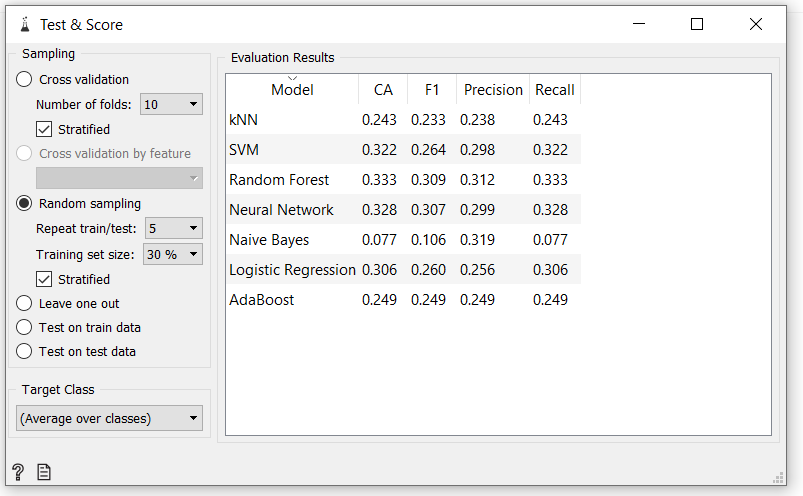 Test & Score
Sampling
Cross validation
Number of folds: 10
Stratified
Cross validation by feature
Random sampling
Repeat train/test: 5
Training set size: 30 %
Stratified
Leave one out
Test on train data
Test on test data
Target Class
(Average over classes)
Evaluation Results
Model CA F1 Precision Recall
kNN 0.243 0.233 0.238 0.243
SVM 0.322 0.264 0.298 0.322
Random Forest 0.333 0.309 0.312 0.333
Neural Network 0.328 0.307 0.299 0.328
Naive Bayes 0.077 0.106 0.319 0.077
Logistic Regression 0.306 0.260 0.256 0.306
AdaBoost 0.249 0.249 0.249 0.249
?